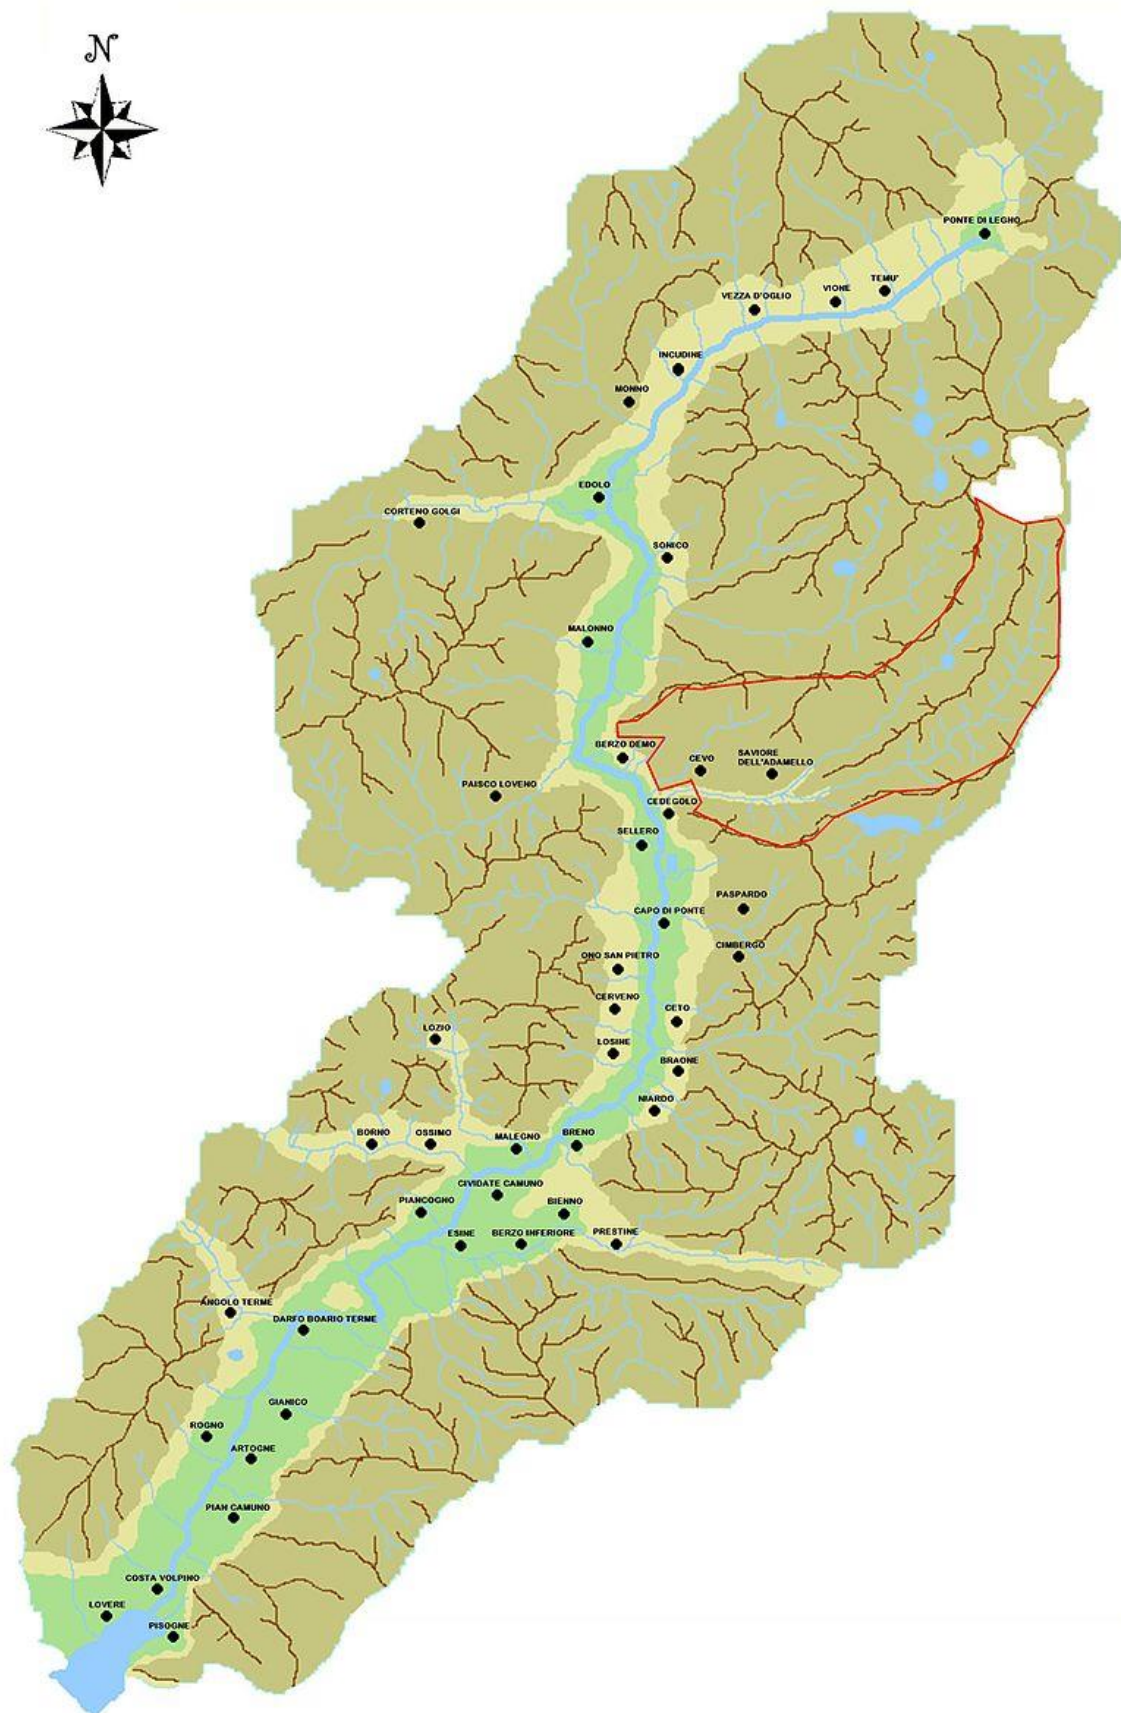 N
PONTE DI LEGNO
TEMU'
VIONE
VEZZA D'OGLIO
INCUDINE
MONNO
EDOLO
CORTENO GOLGI
SONICO
MALONNO
BERZO DEMO
CEVO
SAVIORE
DELL'ADAMELLO
PAISCO LOVENO
CEDEGOLO
SELLERO
PASPARDO
CAPO DI PONTE
CIMBERGO
ONO SAN PIETRO
CERVENO
CETO
LOZIO
LOSINE
BRAONE
NIARDO
BORNO
OSSIMO
MALEGNO
BRENO
CIVIDATE CAMUNO
PIANCOGNO
BIENNO
ESINE
BERZO INFERIORE
PRESTINE
ANGOLO TERME
DARFO BOARIO TERME
GIANICO
ROGNO
ARTOGNE
PIAN CAMUNO
COSTA VOLPINO
LOVERE
PISOGNE